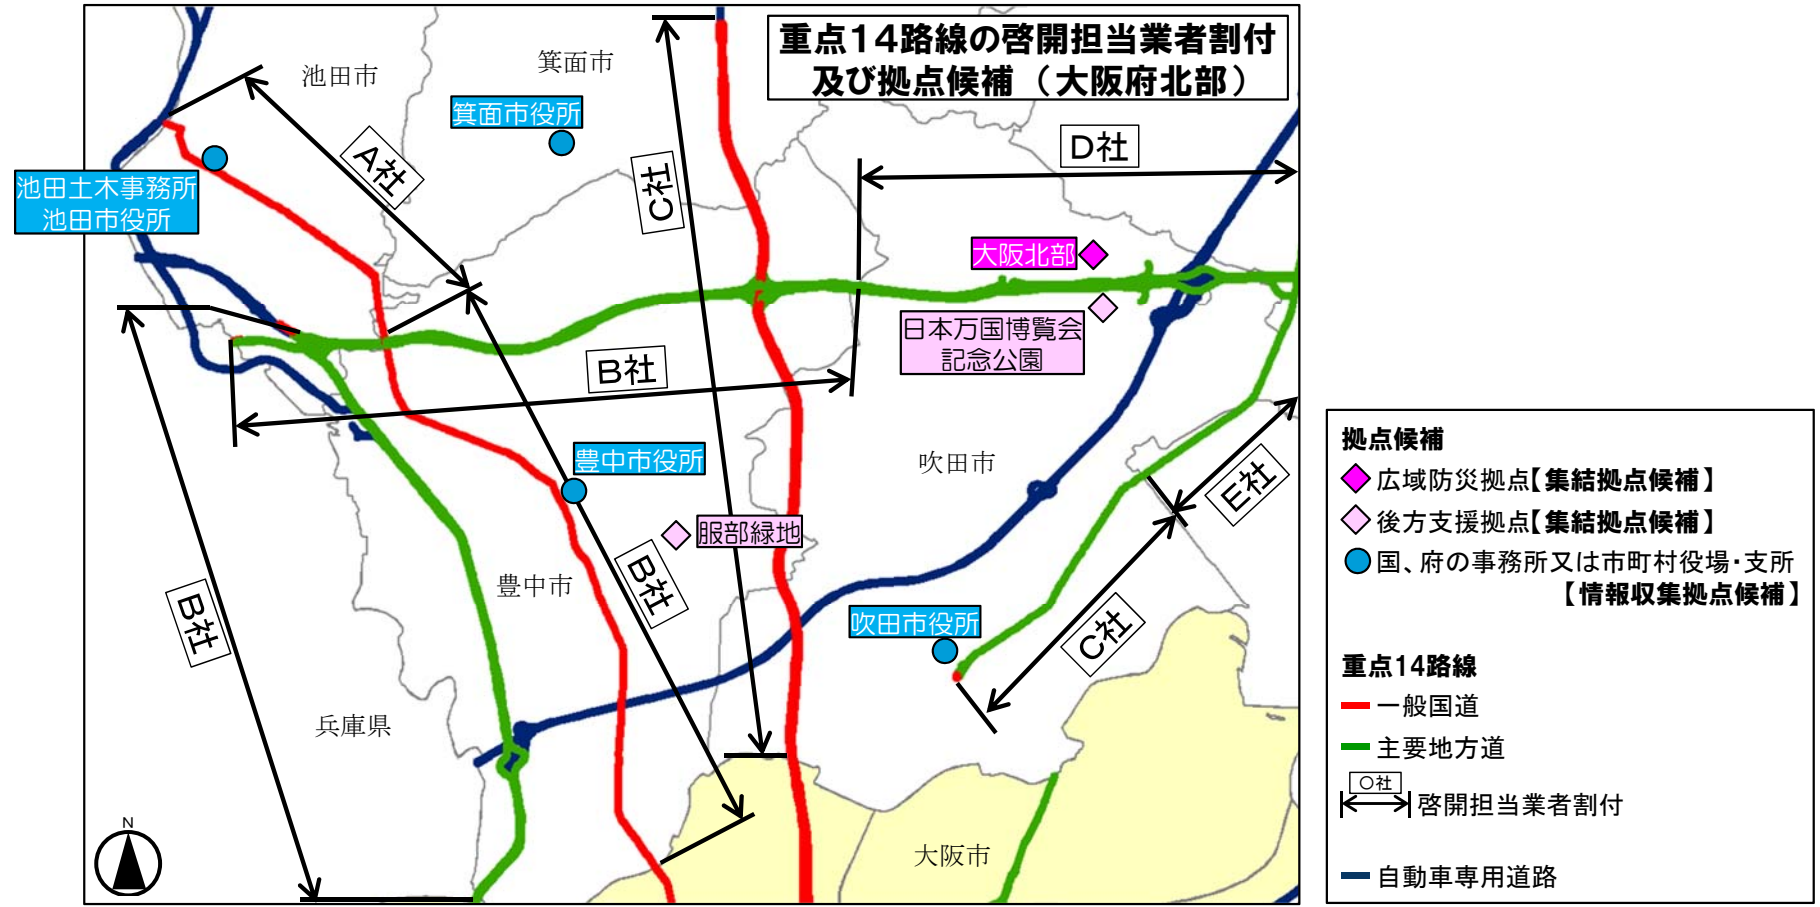 重点14路線の啓開担当業者割付
及び拠点候補（大阪府北部）
池田市
箕面市
箕面市役所
A社
C社
D社
池田土木事務所
池田市役所
大阪北部
日本万国博覧会
記念公園
B社
豊中市役所
吹田市
E社
服部緑地
B社
豊中市
B社
吹田市役所
C社
兵庫県
大阪市
N
拠点候補
広域防災拠点【集結拠点候補】
後方支援拠点【集結拠点候補】
国、府の事務所又は市町村役場・支所
【情報収集拠点候補】
重点14路線
一般国道
主要地方道
○社
啓開担当業者割付
自動車専用道路